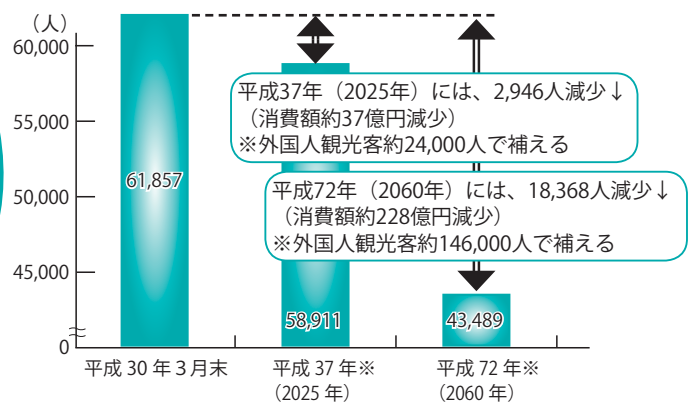 （人）
60,000
55,000
50,000
45,000
0
平成37年（2025年）には、2,946人減少↓
（消費額約37億円減少）
※外国人観光客約24,000人で補える
平成72年（2060年）には、18,368人減少↓
（消費額約228億円減少）
※外国人観光客約146,000人で補える
61,857
58,911
43,489
平成 30 年 3 月末
平成 37 年※
（2025 年）
平成 72 年※
（2060 年）